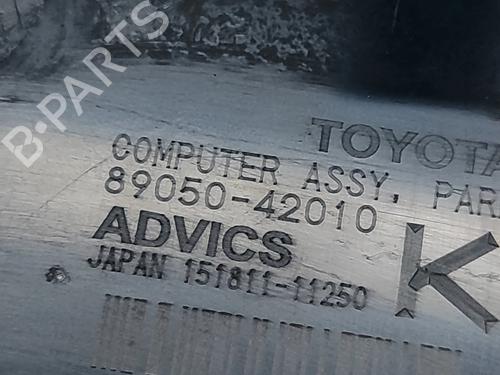 B-PARTS
TOYOTA
COMPUTER ASSY, PAR
89050-42010
ADVICS K
JAPAN 151811-11250